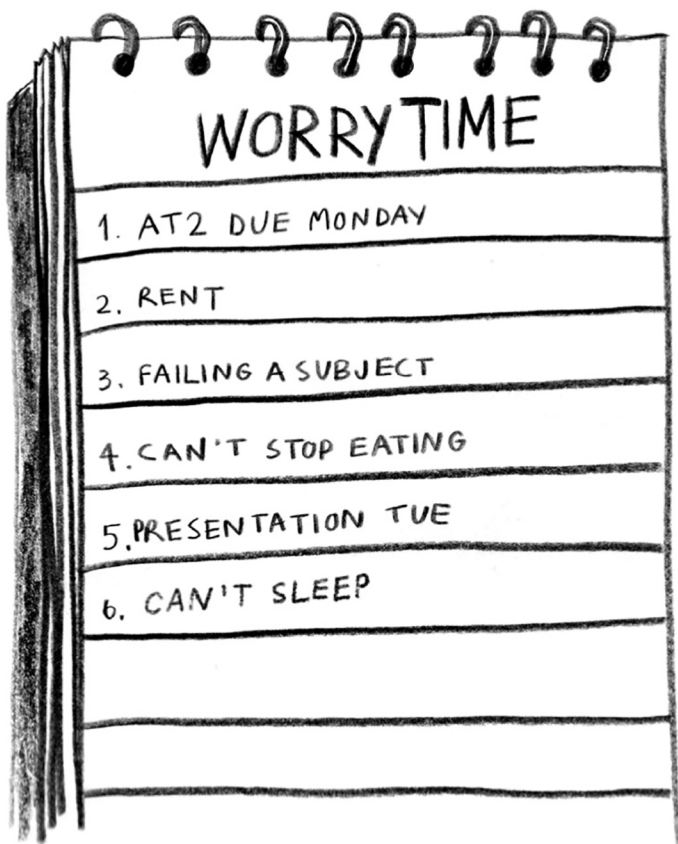 WORRY TIME
1. AT2 DUE MONDAY
2. RENT
3. FAILING A SUBJECT
4. CAN'T STOP EATING
5. PRESENTATION TUE
6. CAN'T SLEEP